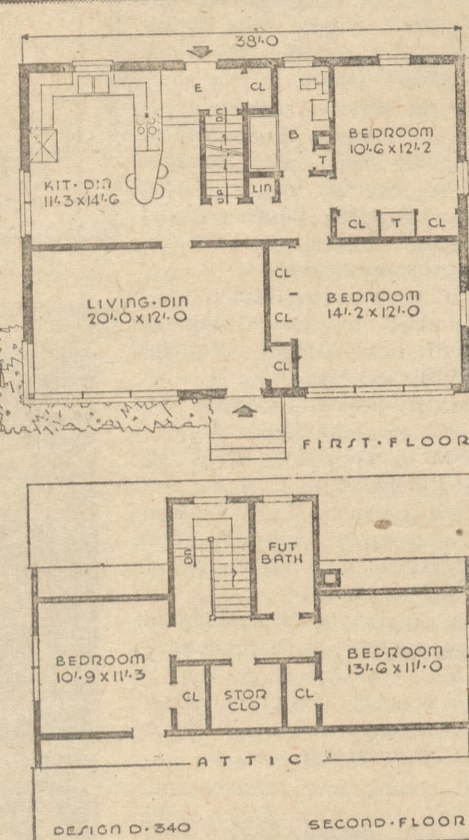 38'-0
E
CL
B
BEDROOM
10'-6 X 12'-2
DN
T
KIT·DIN
11'-3 X 14'-6
UP
LIN
CL
T
CL
CL
LIVING·DIN
20'-0 X 12'-0
BEDROOM
14'-2 X 12'-0
CL
CL
FIRST·FLOOR
DN
FUT
BATH
BEDROOM
10'-9 X 11'-3
BEDROOM
13'-6 X 11'-0
CL
STOR
CLO
CL
ATTIC
DESIGN D-340
SECOND·FLOOR